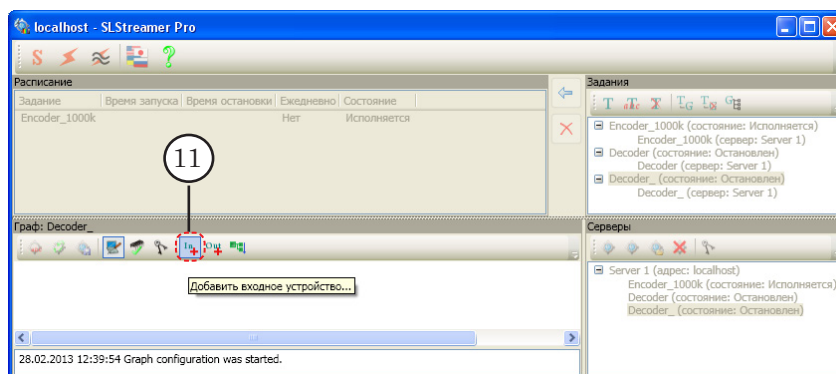 localhost - SLStreamer Pro
Расписание
Задание Время запуска Время остановки Ежедневно Состояние
Encoder_1000k Нет Исполняется
11
Задания
Encoder_1000k (состояние: Исполняется)
Encoder_1000k (сервер: Server 1)
Decoder (состояние: Остановлен)
Decoder (сервер: Server 1)
Decoder_ (состояние: Остановлен)
Decoder_ (сервер: Server 1)
Граф: Decoder_
In Out
Добавить входное устройство...
28.02.2013 12:39:54 Graph configuration was started.
Серверы
Server 1 (адрес: localhost)
Encoder_1000k (состояние: Исполняется)
Decoder (состояние: Остановлен)
Decoder_ (состояние: Остановлен)